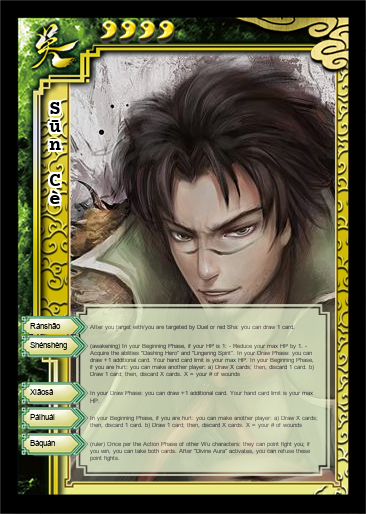 吴
Sūn Cè
Ránshāo
After you target with/you are targeted by Duel or red Sha: you can draw 1 card.
Shénshèng
(awakening) In your Beginning Phase, if your HP is 1: - Reduce your max HP by 1. -
Acquire the abilities "Dashing Hero" and "Lingering Spirit". In your Draw Phase: you can
draw +1 additional card. Your hand card limit is your max HP. In your Beginning Phase,
if you are hurt: you can make another player: a) Draw X cards; then, discard 1 card. b)
Draw 1 card; then, discard X cards. X = your # of wounds
Xiāosǎ
In your Draw Phase: you can draw +1 additional card. Your hand card limit is your max
HP.
Páihuái
In your Beginning Phase, if you are hurt: you can make another player: a) Draw X cards;
then, discard 1 card. b) Draw 1 card; then, discard X cards. X = your # of wounds
Bàquán
(ruler) Once per the Action Phase of other Wu characters; they can point fight you; if
you win, you can take both cards. After "Divine Aura" activates, you can refuse these
point fights.